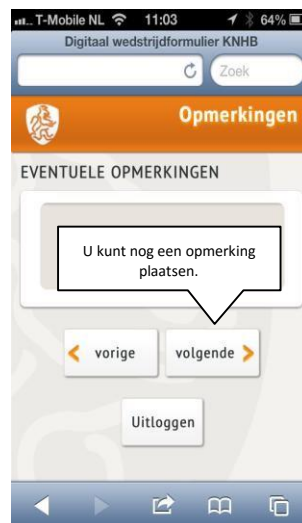 T-Mobile NL 11:03 64%
Digitaal wedstrijdformulier KNHB
Zoek
Opmerkingen
EVENTUELE OPMERKINGEN
U kunt nog een opmerking
plaatsen.
vorige volgende
Uitloggen